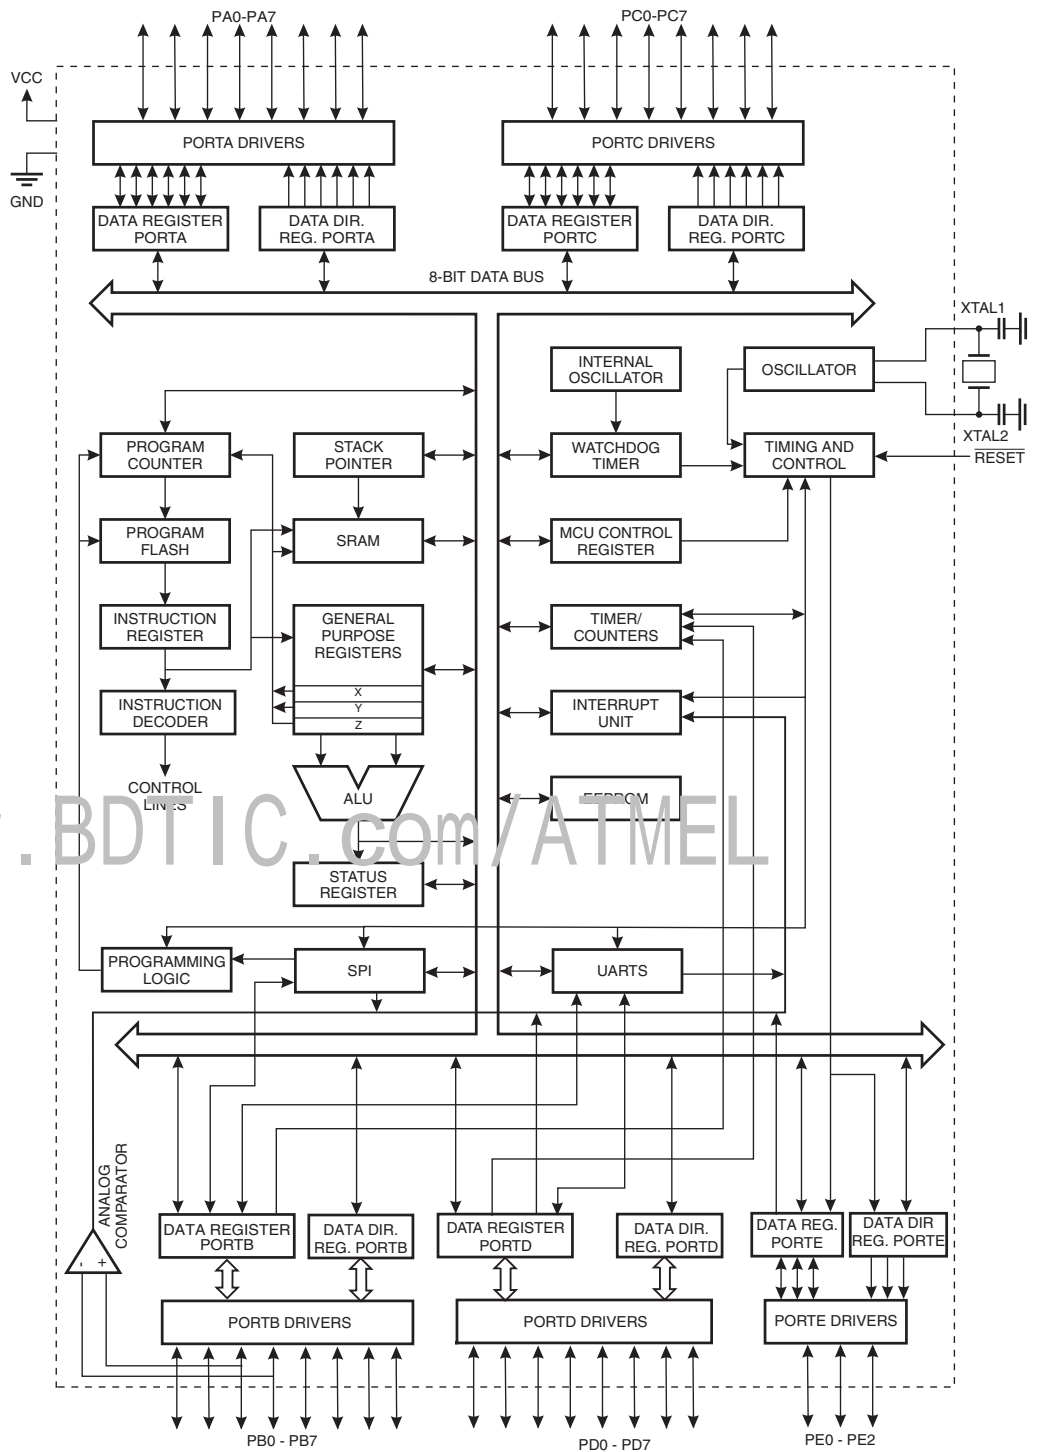 PA0-PA7
PC0-PC7
VCC
GND
PORTA DRIVERS
PORTC DRIVERS
DATA REGISTER
PORTA
DATA DIR.
REG. PORTA
DATA REGISTER
PORTC
DATA DIR.
REG. PORTC
8-BIT DATA BUS
XTAL1
INTERNAL
OSCILLATOR
OSCILLATOR
XTAL2
RESET
PROGRAM
COUNTER
STACK
POINTER
WATCHDOG
TIMER
TIMING AND
CONTROL
PROGRAM
FLASH
SRAM
MCU CONTROL
REGISTER
INSTRUCTION
REGISTER
GENERAL
PURPOSE
REGISTERS
X
Y
Z
TIMER/
COUNTERS
INSTRUCTION
DECODER
INTERRUPT
UNIT
CONTROL
LINES
ALU
EEPROM
.BDTIC.com/ATMEL
STATUS
REGISTER
PROGRAMMING
LOGIC
SPI
UARTS
ANALOG
COMPARATOR
- +
DATA REGISTER
PORTB
DATA DIR.
REG. PORTB
DATA REGISTER
PORTD
DATA DIR.
REG. PORTD
DATA REG.
PORTE
DATA DIR
REG. PORTE
PORTB DRIVERS
PORTD DRIVERS
PORTE DRIVERS
PB0 - PB7
PD0 - PD7
PE0 - PE2